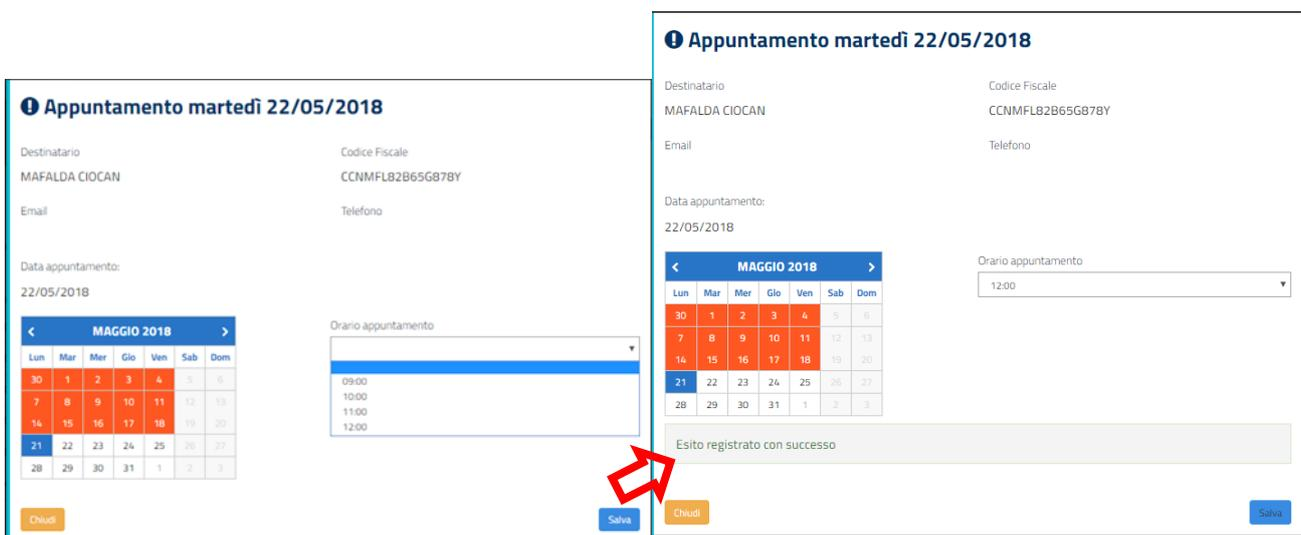 Appuntamento martedì 22/05/2018
Destinatario Codice Fiscale
MAFALDA CIOCAN CCNMFL82B65G878Y
Email Telefono
Data appuntamento:
22/05/2018
MAGGIO 2018
Orario appuntamento
Lun Mar Mer Gio Ven Sab Dom
30 1 2 3 4 5 6
7 8 9 10 11 12 13
14 15 16 17 18 19 20
21 22 23 24 25 26 27
28 29 30 31 1 2 3
09:00
10:00
11:00
12:00
Chiudi Salva
Appuntamento martedì 22/05/2018
Destinatario Codice Fiscale
MAFALDA CIOCAN CCNMFL82B65G878Y
Email Telefono
Data appuntamento:
22/05/2018
MAGGIO 2018
Orario appuntamento
12:00
Lun Mar Mer Gio Ven Sab Dom
30 1 2 3 4 5 6
7 8 9 10 11 12 13
14 15 16 17 18 19 20
21 22 23 24 25 26 27
28 29 30 31 1 2 3
Esito registrato con successo
Chiudi Salva